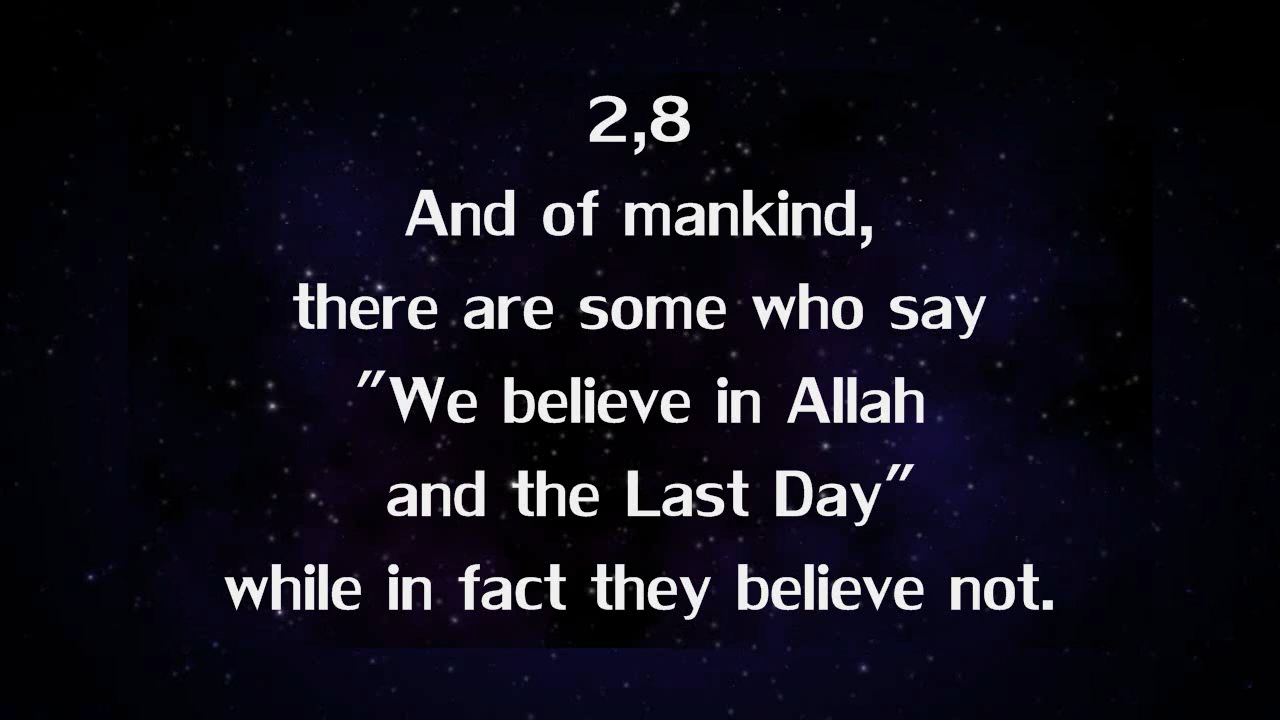 2,8
And of mankind,
there are some who say
"We believe in Allah
and the Last Day"
while in fact they believe not.